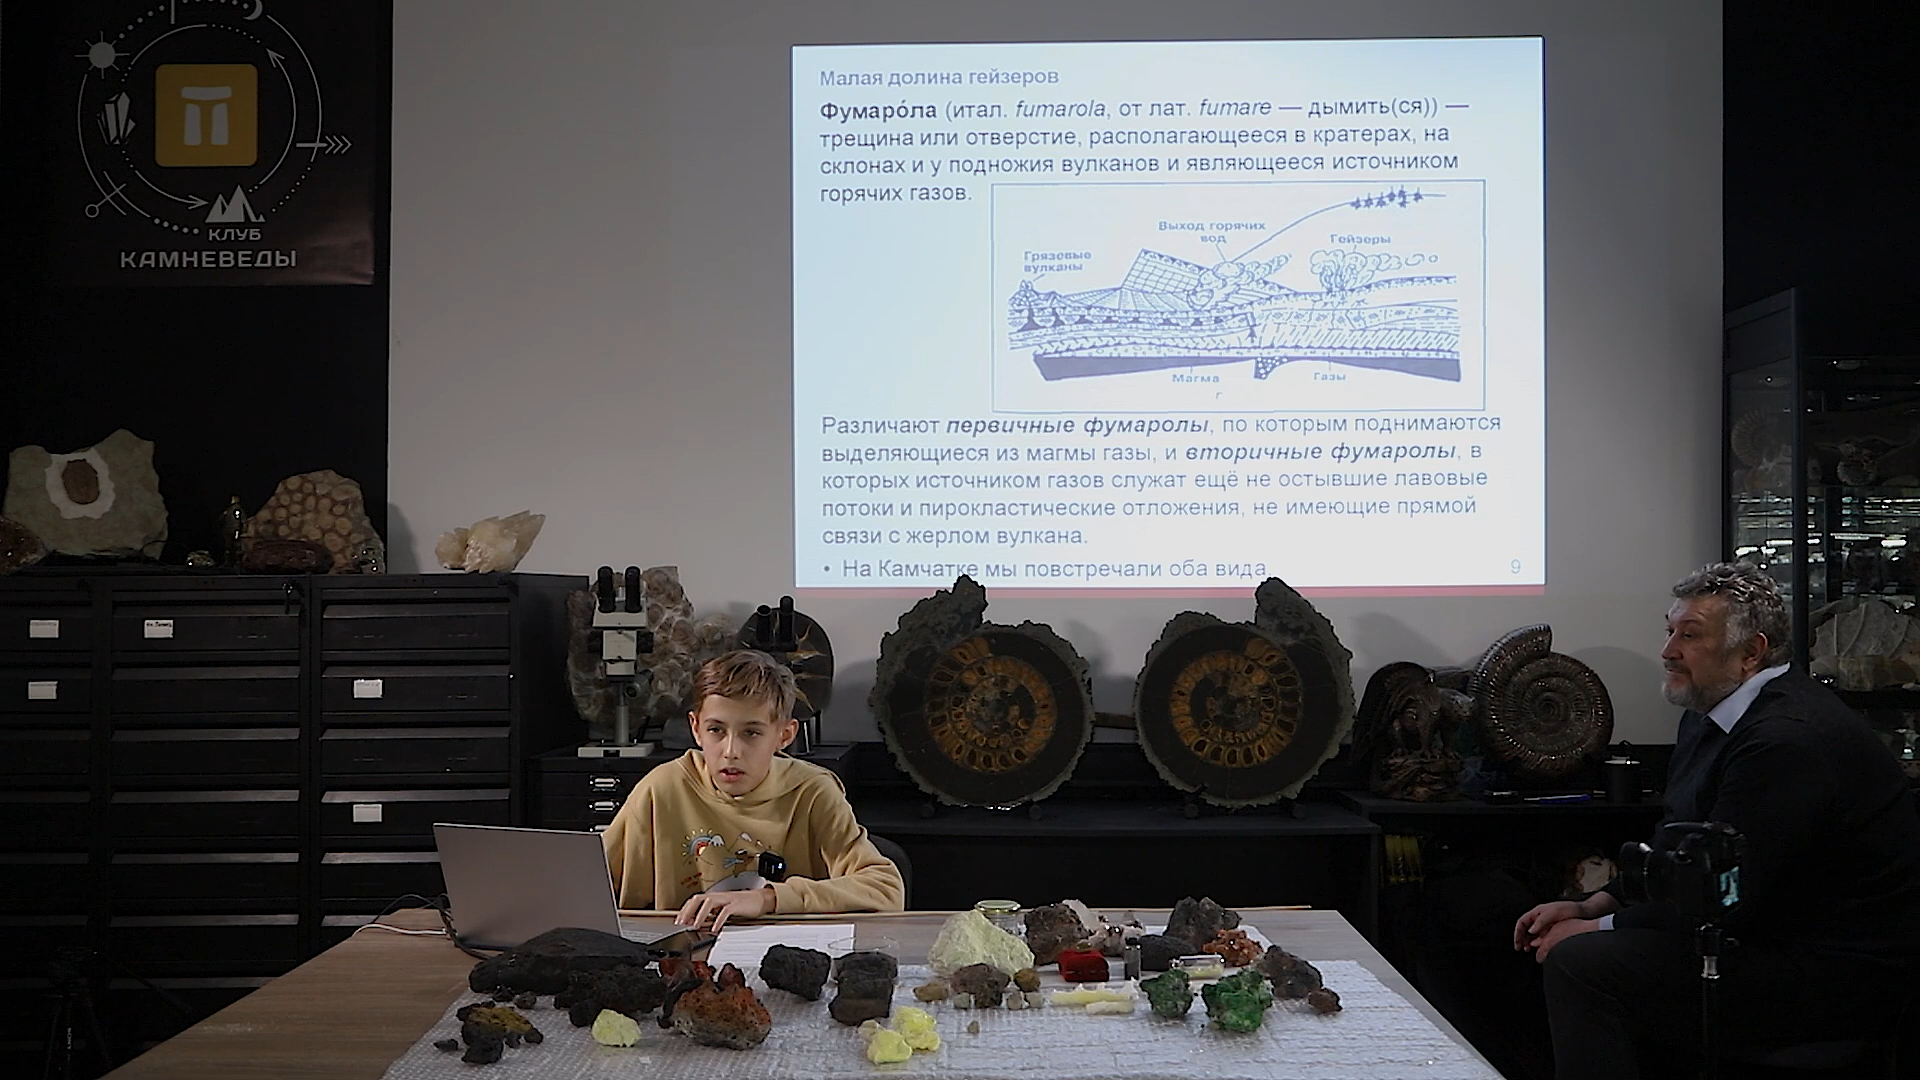 КЛУБ
КАМНЕВЕДЫ
Малая долина гейзеров
Фумаро́ла (итал. fumarola, от лат. fumare — дымить(ся)) —
трещина или отверстие, располагающееся в кратерах, на
склонах и у подножия вулканов и являющееся источником
горячих газов.
Выход горячих
вод
Гейзеры
Грязевые
вулканы
Магма
Газы
г
Различают первичные фумаролы, по которым поднимаются
выделяющиеся из магмы газы, и вторичные фумаролы, в
которых источником газов служат ещё не остывшие лавовые
потоки и пирокластические отложения, не имеющие прямой
связи с жерлом вулкана.
• На Камчатке мы повстречали оба вида.
9